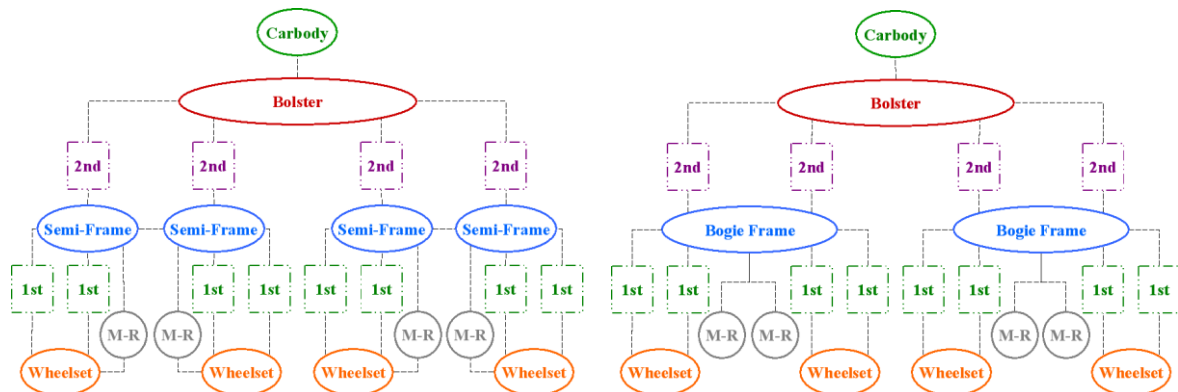 Carbody
Bolster
2nd 2nd 2nd 2nd
Semi-Frame Semi-Frame Semi-Frame Semi-Frame
1st 1st 1st 1st 1st 1st 1st 1st
M-R M-R M-R M-R
Wheelset Wheelset Wheelset Wheelset
Carbody
Bolster
2nd 2nd 2nd 2nd
Bogie Frame Bogie Frame
1st 1st 1st 1st 1st 1st 1st 1st
M-R M-R M-R M-R
Wheelset Wheelset Wheelset Wheelset